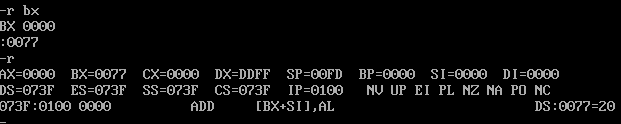 -r bx
BX 0000
:0077
-r
AX=0000  BX=0077  CX=0000  DX=DDFF  SP=00FD  BP=0000  SI=0000  DI=0000
DS=073F  ES=073F  SS=073F  CS=073F  IP=0100   NV UP EI PL NZ NA PO NC
073F:0100 0000          ADD     [BX+SI],AL                         DS:0077=20
-